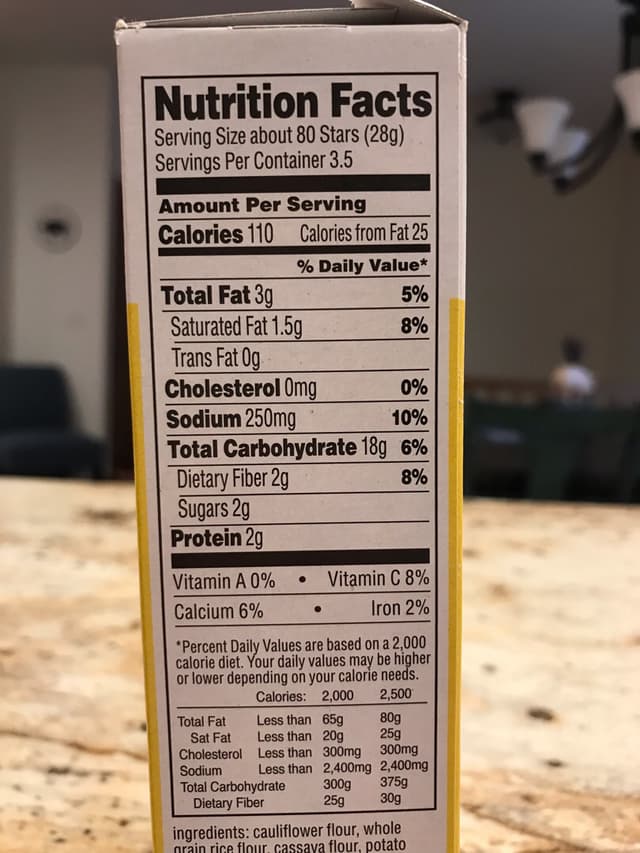 Nutrition Facts
Serving Size about 80 Stars (28g)
Servings Per Container 3.5
Amount Per Serving
Calories 110 Calories from Fat 25
% Daily Value*
Total Fat 3g 5%
Saturated Fat 1.5g 8%
Trans Fat 0g
Cholesterol 0mg 0%
Sodium 250mg 10%
Total Carbohydrate 18g 6%
Dietary Fiber 2g 8%
Sugars 2g
Protein 2g
Vitamin A 0% • Vitamin C 8%
Calcium 6% • Iron 2%
*Percent Daily Values are based on a 2,000
calorie diet. Your daily values may be higher
or lower depending on your calorie needs.
Calories: 2,000 2,500
Total Fat Less than 65g 80g
Sat Fat Less than 20g 25g
Cholesterol Less than 300mg 300mg
Sodium Less than 2,400mg 2,400mg
Total Carbohydrate 300g 375g
Dietary Fiber 25g 30g
ingredients: cauliflower flour, whole
grain rice flour, cassava flour, potato